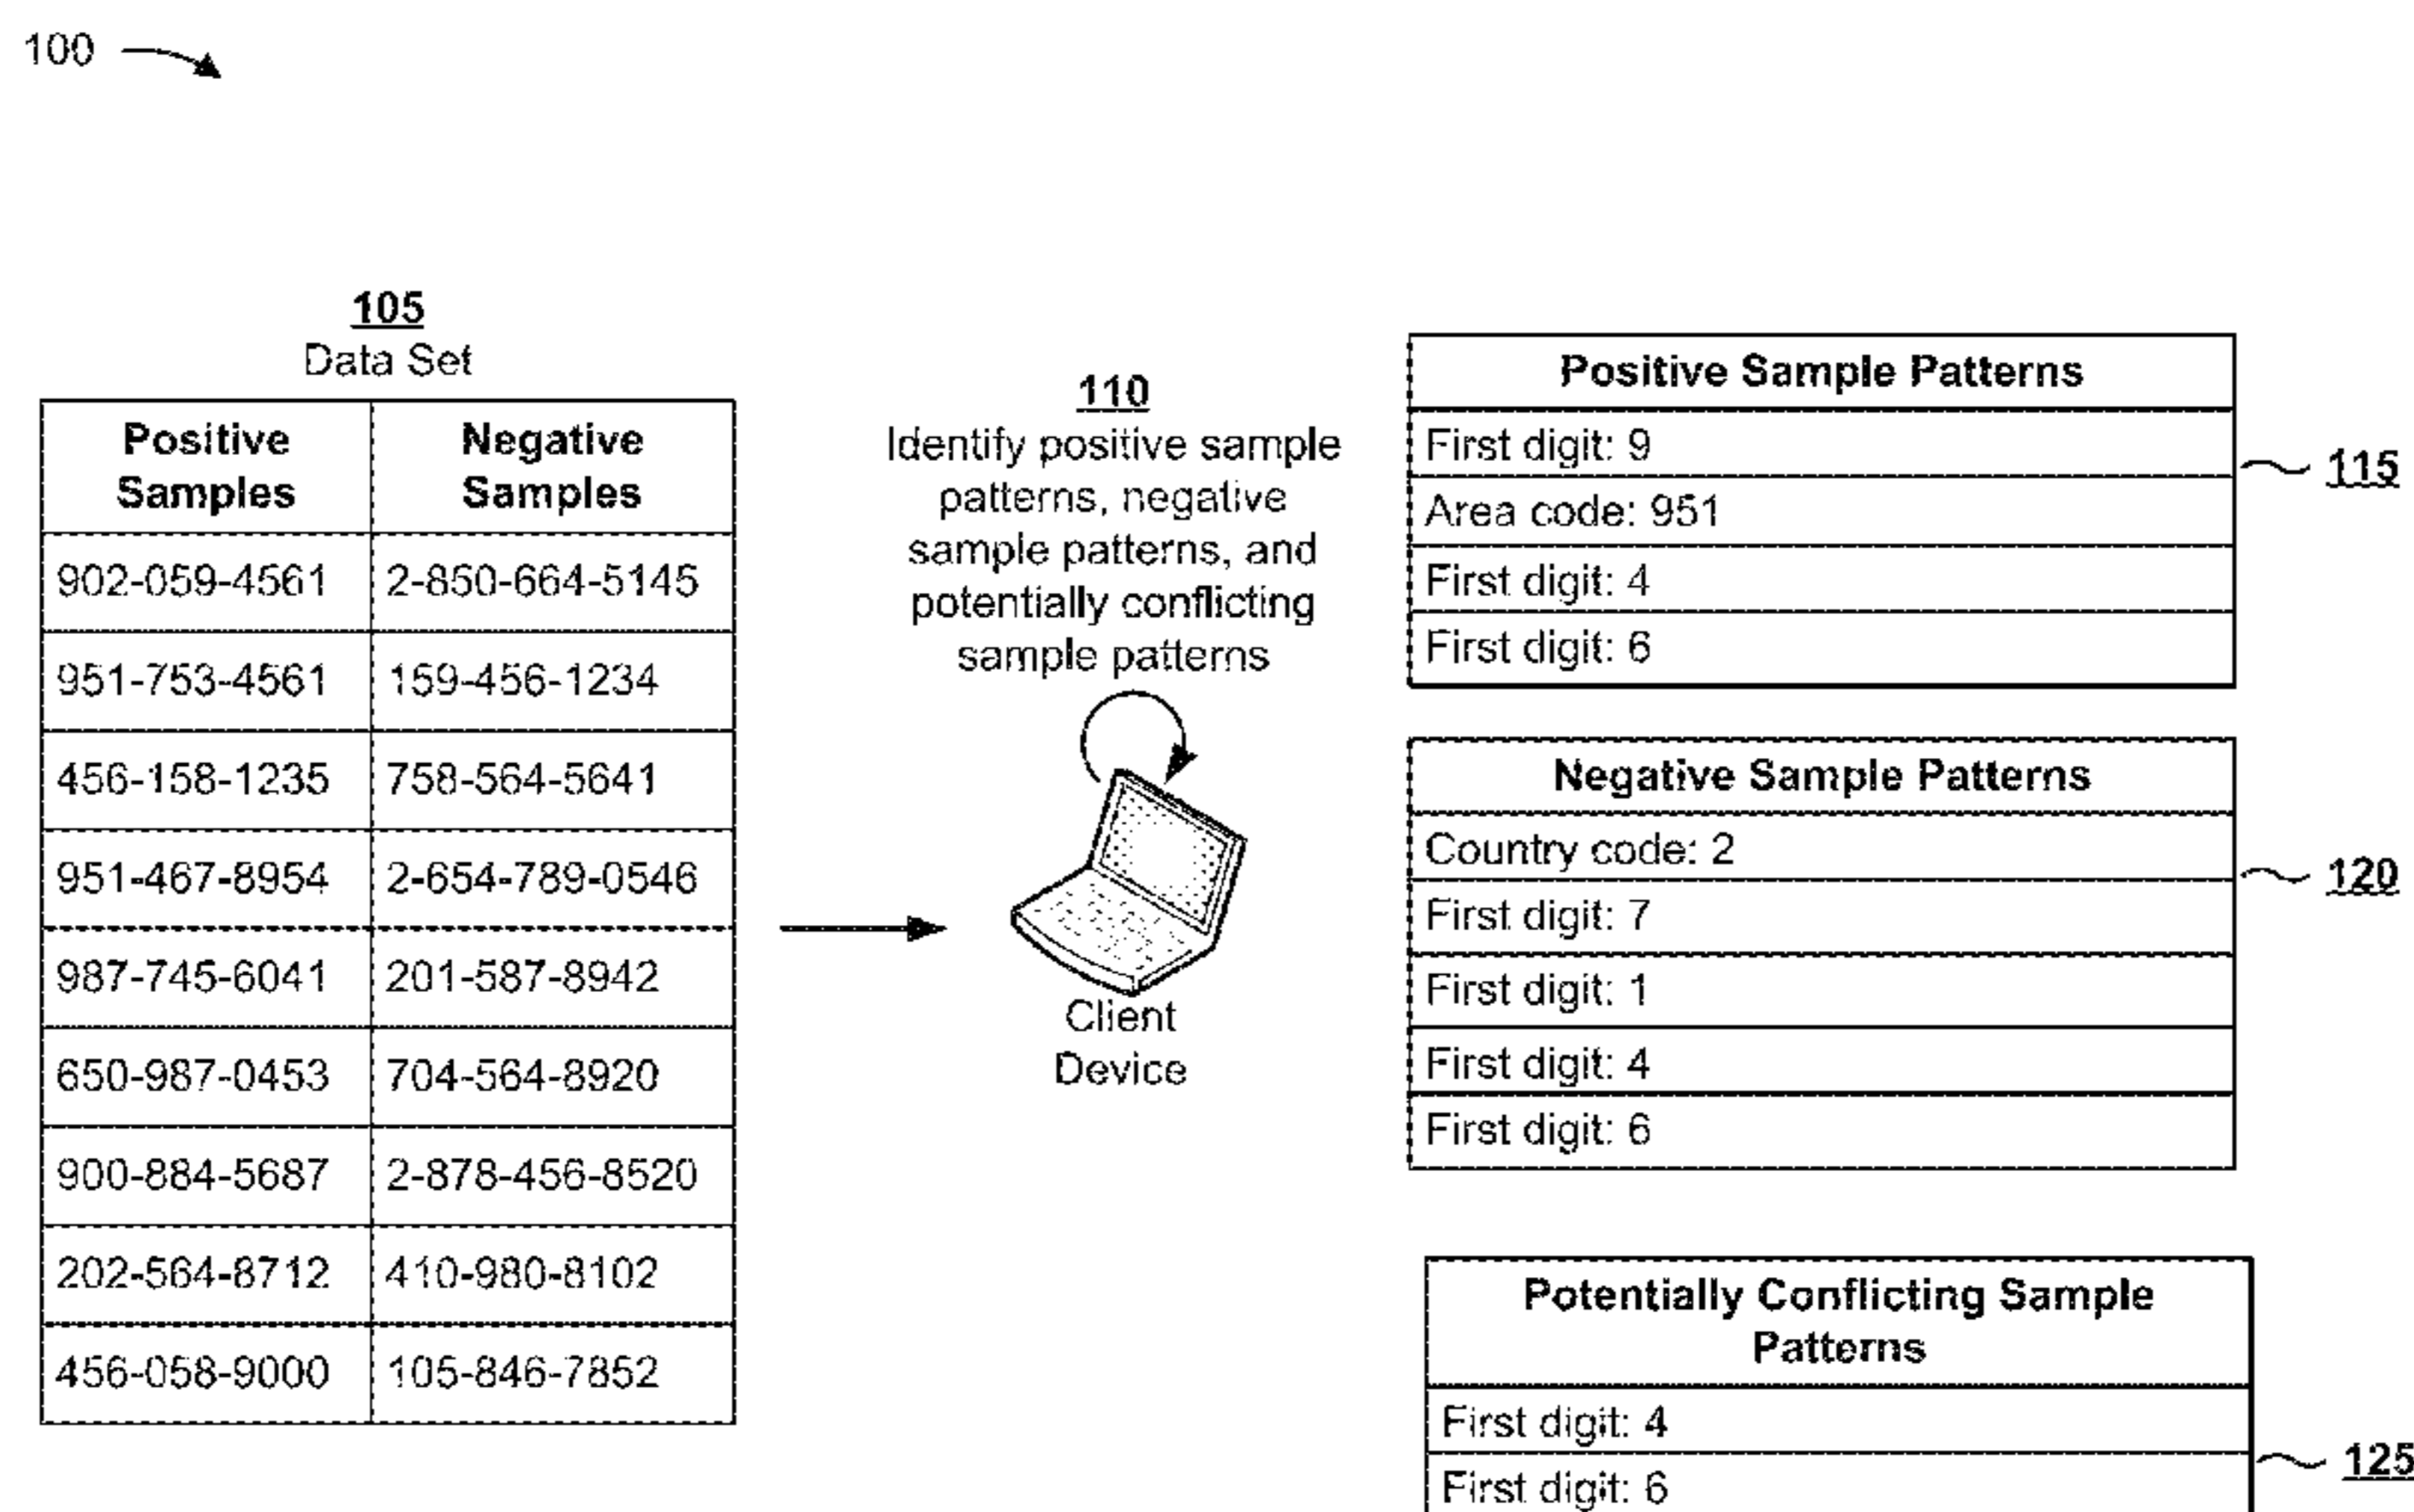 100
105
Data Set
Positive Samples Negative Samples
902-059-4561 2-850-664-5145
951-753-4561 159-456-1234
456-158-1235 758-564-5641
951-467-8954 2-654-789-0546
987-745-6041 201-587-8942
650-987-0453 704-564-8920
900-884-5687 2-878-456-8520
202-564-8712 410-980-8102
456-058-9000 105-846-7852
110
Identify positive sample
patterns, negative
sample patterns, and
potentially conflicting
sample patterns
Client
Device
Positive Sample Patterns
First digit: 9
Area code: 951
First digit: 4
First digit: 6
115
Negative Sample Patterns
Country code: 2
First digit: 7
First digit: 1
First digit: 4
First digit: 6
120
Potentially Conflicting Sample
Patterns
First digit: 4
First digit: 6
125